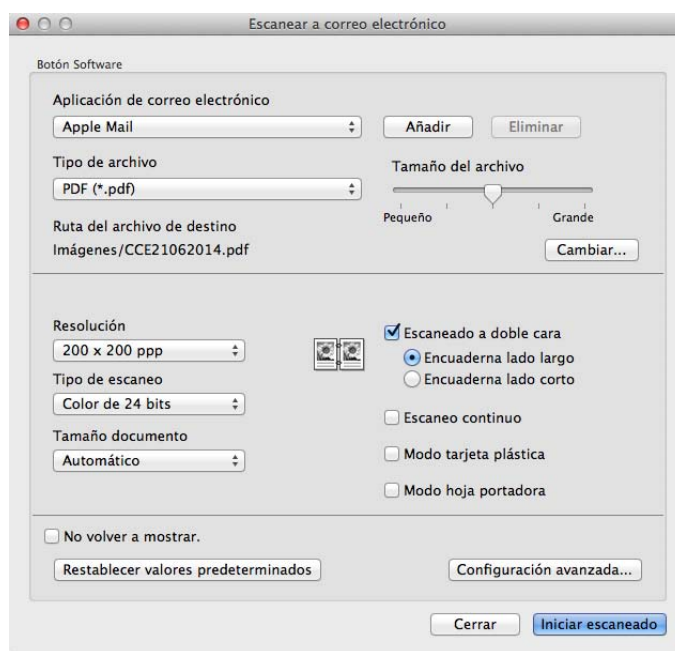 Escanear a correo electrónico
Botón Software
Aplicación de correo electrónico
Apple Mail
Añadir
Eliminar
Tipo de archivo
Tamaño del archivo
PDF (*.pdf)
Pequeño
Grande
Ruta del archivo de destino
Imágenes/CCE21062014.pdf
Cambiar...
Resolución
200 x 200 ppp
Tipo de escaneo
Color de 24 bits
Tamaño documento
Automático
Escaneado a doble cara
Encuaderna lado largo
Encuaderna lado corto
Escaneo continuo
Modo tarjeta plástica
Modo hoja portadora
No volver a mostrar.
Restablecer valores predeterminados
Configuración avanzada...
Cerrar
Iniciar escaneado